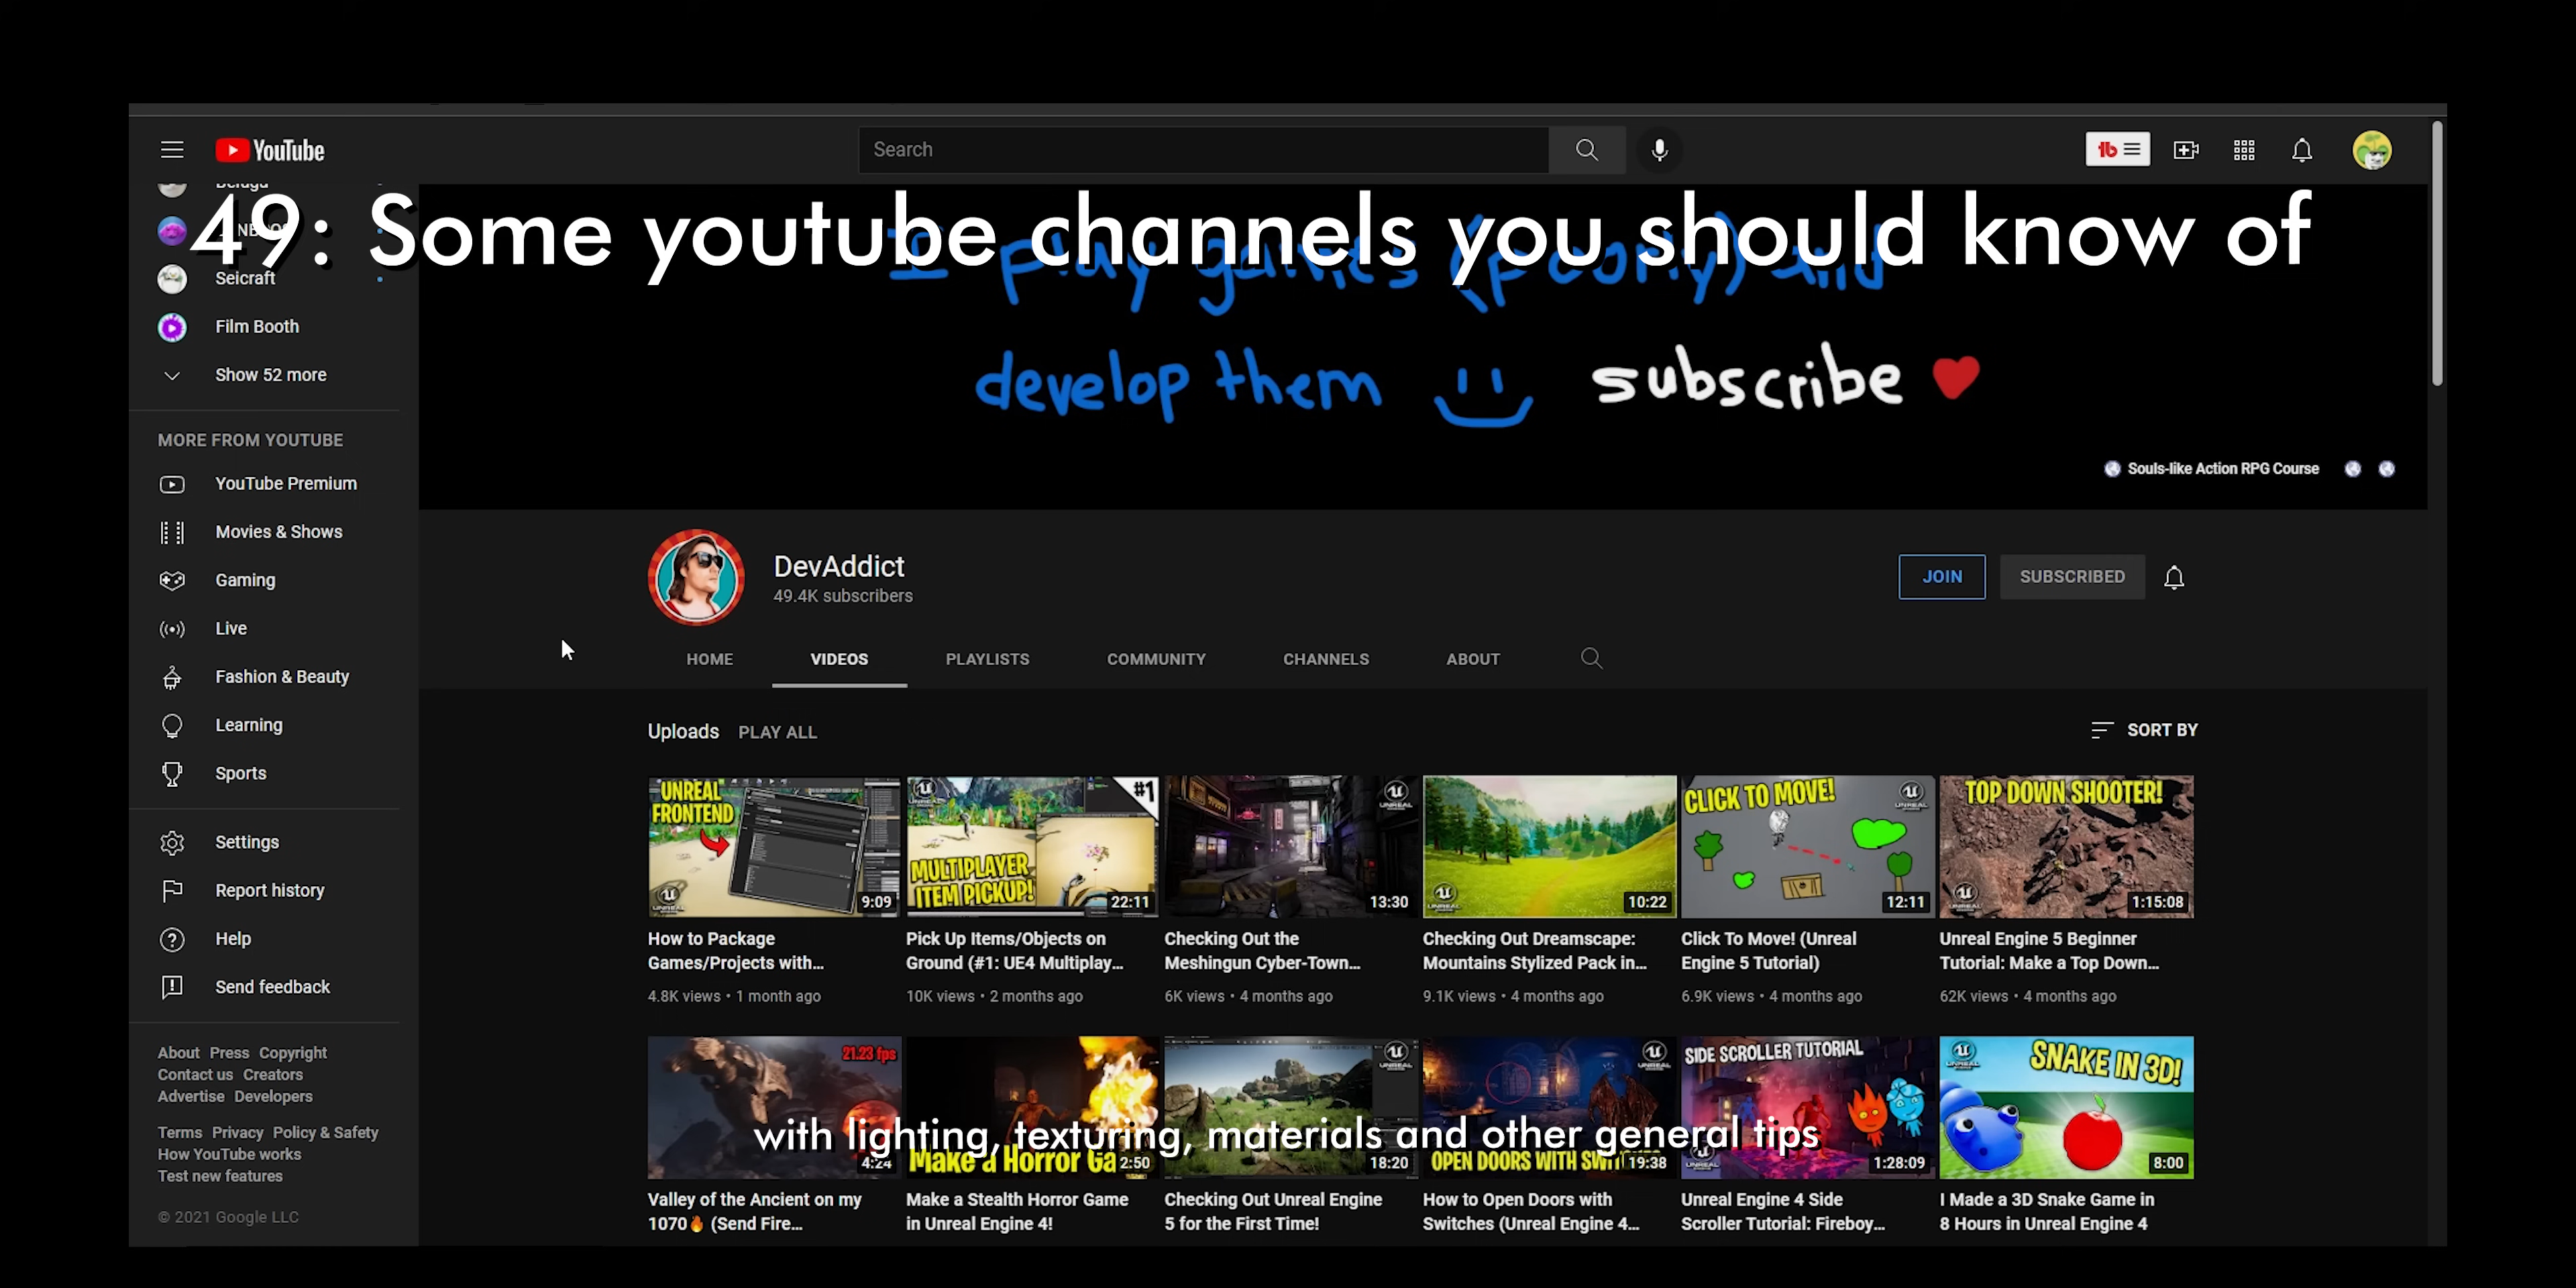 YouTube
Search
49: Some youtube channels you should know of
Seicraft
Film Booth
Show 52 more
MORE FROM YOUTUBE
YouTube Premium
Movies & Shows
Gaming
Live
Fashion & Beauty
Learning
Sports
Settings
Report history
Help
Send feedback
About Press Copyright
Contact us Creators
Advertise Developers
Terms Privacy Policy & Safety
How YouTube works
Test new features
© 2021 Google LLC
I play games (poorly) and
develop them subscribe
Souls-like Action RPG Course
DevAddict
49.4K subscribers
JOIN SUBSCRIBED
HOME VIDEOS PLAYLISTS COMMUNITY CHANNELS ABOUT
Uploads PLAY ALL
SORT BY
UNREAL
FRONTEND
9:09
#1
MULTIPLAYER
ITEM PICKUP!
22:11
13:30
10:22
CLICK TO MOVE!
12:11
TOP DOWN SHOOTER!
1:15:08
How to Package
Games/Projects with...
4.8K views • 1 month ago
Pick Up Items/Objects on
Ground (#1: UE4 Multiplay...
10K views • 2 months ago
Checking Out the
Meshingun Cyber-Town...
6K views • 4 months ago
Checking Out Dreamscape:
Mountains Stylized Pack in...
9.1K views • 4 months ago
Click To Move! (Unreal
Engine 5 Tutorial)
6.9K views • 4 months ago
Unreal Engine 5 Beginner
Tutorial: Make a Top Down...
62K views • 4 months ago
21.23 fps
4:24
Make a Horror Ga
2:50
18:20
OPEN DOORS WITH
19:38
SIDE SCROLLER TUTORIAL
1:28:09
SNAKE IN 3D!
8:00
with lighting, texturing, materials and other general tips
Valley of the Ancient on my
1070🔥 (Send Fire...
Make a Stealth Horror Game
in Unreal Engine 4!
Checking Out Unreal Engine
5 for the First Time!
How to Open Doors with
Switches (Unreal Engine 4...
Unreal Engine 4 Side
Scroller Tutorial: Fireboy...
I Made a 3D Snake Game in
8 Hours in Unreal Engine 4